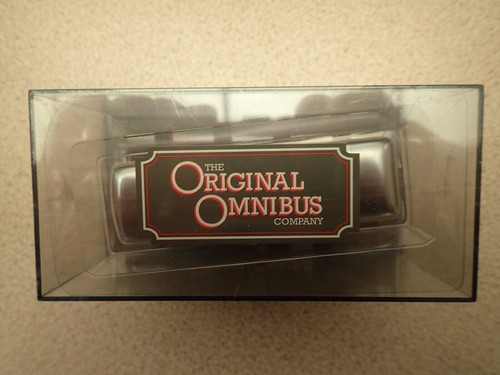 THE
ORIGINAL
OMNIBUS
COMPANY